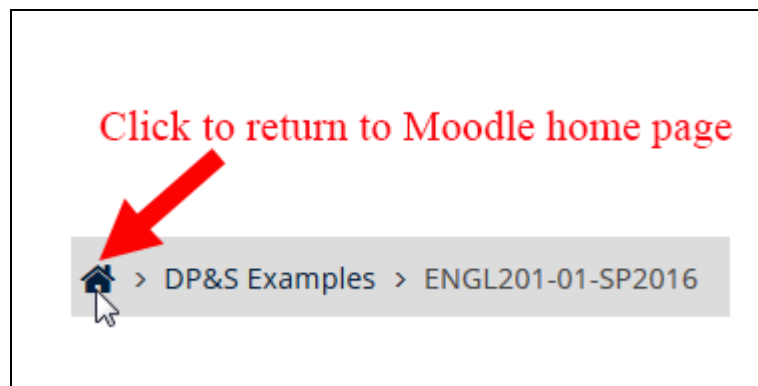 Click to return to Moodle home page
> DP&S Examples > ENGL201-01-SP2016